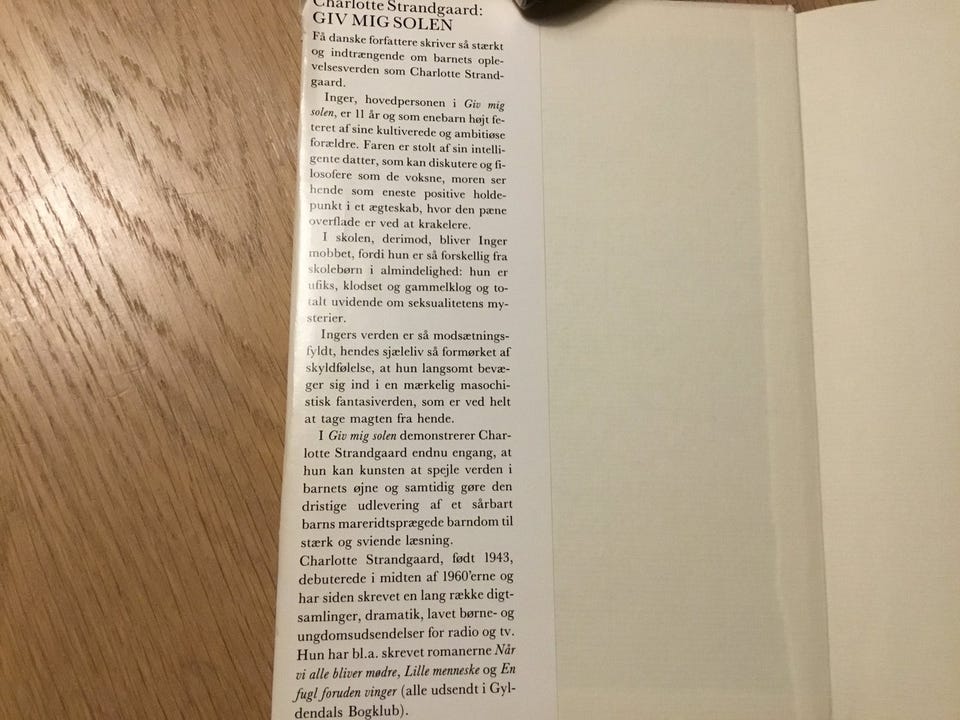 Charlotte Strandgaard:
GIV MIG SOLEN
Få danske forfattere skriver så stærkt
og indtrængende om barnets ople-
velsesverden som Charlotte Strand-
gaard.
Inger, hovedpersonen i Giv mig
solen, er 11 år og som enebarn højt fe-
teret af sine kultiverede og ambitiøse
forældre. Faren er stolt af sin intelli-
gente datter, som kan diskutere og fi-
losofere som de voksne, moren ser
hende som eneste positive holde-
punkt i et ægteskab, hvor den pæne
overflade er ved at krakelere.
I skolen, derimod, bliver Inger
mobbet, fordi hun er så forskellig fra
skolebørn i almindelighed: hun er
ufiks, klodset og gammelklog og to-
talt uvidende om seksualitetens my-
sterier.
Ingers verden er så modsætnings-
fyldt, hendes sjæleliv så formørket af
skyldfølelse, at hun langsomt bevæ-
ger sig ind i en mærkelig masochi-
stisk fantasiverden, som er ved helt
at tage magten fra hende.
I Giv mig solen demonstrerer Char-
lotte Strandgaard endnu engang, at
hun kan kunsten at spejle verden i
barnets øjne og samtidig gøre den
dristige udlevering af et sårbart
barns mareridtsprægede barndom til
stærk og sviende læsning.
Charlotte Strandgaard, født 1943,
debuterede i midten af 1960'erne og
har siden skrevet en lang række digt-
samlinger, dramatik, lavet børne- og
ungdomsudsendelser for radio og tv.
Hun har bl.a. skrevet romanerne Når
vi alle bliver mødre, Lille menneske og En
fugl foruden vinger (alle udsendt i Gyl-
dendals Bogklub).